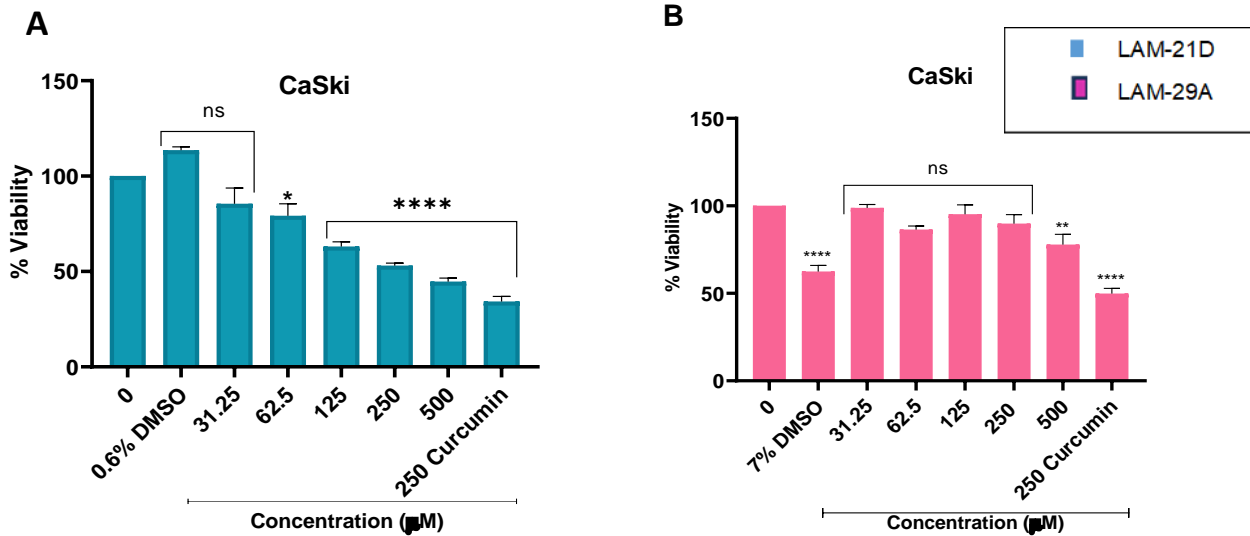 A
CaSki
% Viability
150
100
50
0
ns
*
****
0
0.6% DMSO
31.25
62.5
125
250
500
250 Curcumin
Concentration (μM)
B
LAM-21D
LAM-29A
CaSki
% Viability
150
100
50
0
****
ns
**
****
0
7% DMSO
31.25
62.5
125
250
500
250 Curcumin
Concentration (μM)